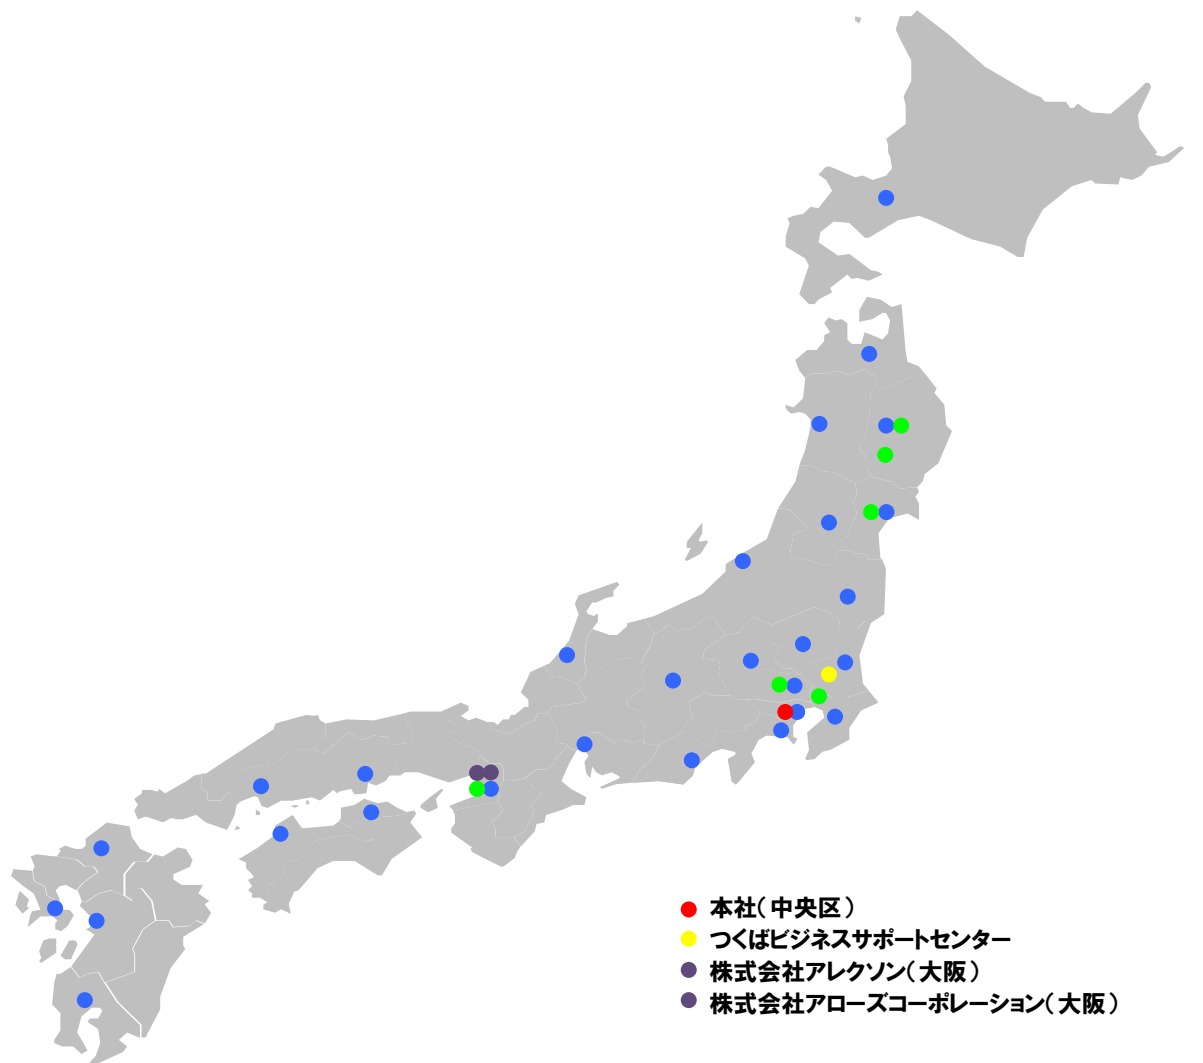 本社（中央区）
つくばビジネスサポートセンター
株式会社アレクソン（大阪）
株式会社アローズコーポレーション（大阪）